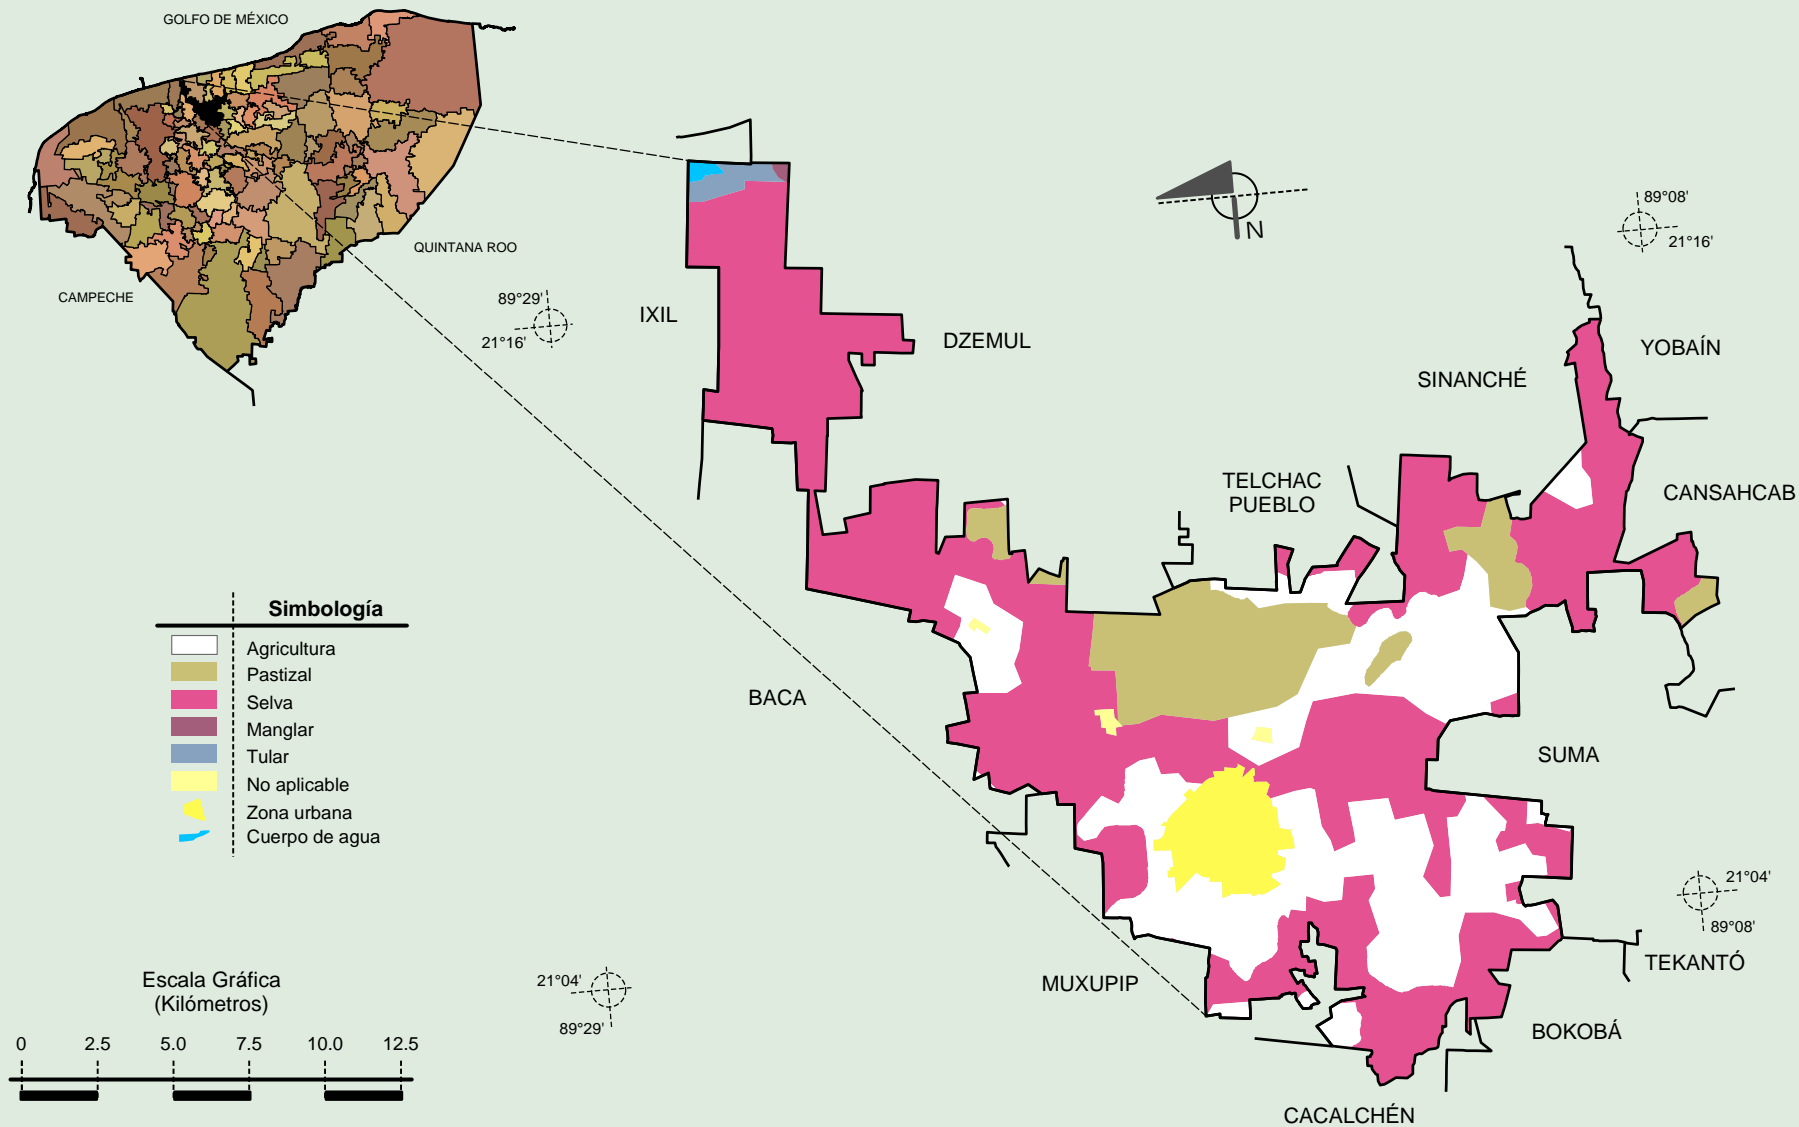 GOLFO DE MÉXICO
QUINTANA ROO
CAMPECHE
89°29'
21°16'
IXIL
DZEMUL
N
89°08'
21°16'
YOBAÍN
SINANCHÉ
TELCHAC
PUEBLO
CANSAHCAB
BACA
SUMA
Simbología
Agricultura
Pastizal
Selva
Manglar
Tular
No aplicable
Zona urbana
Cuerpo de agua
21°04'
89°08'
TEKANTÓ
MUXUPIP
21°04'
89°29'
BOKOBÁ
CACALCHÉN
Escala Gráfica
(Kilómetros)
0 2.5 5.0 7.5 10.0 12.5